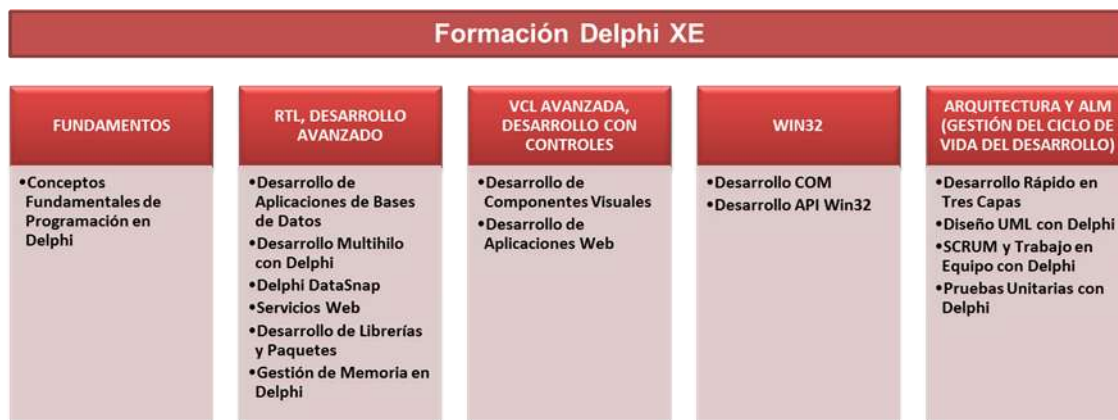 Formación Delphi XE
FUNDAMENTOS
•Conceptos
Fundamentales de
Programación en
Delphi
RTL, DESARROLLO
AVANZADO
•Desarrollo de
Aplicaciones de Bases
de Datos
•Desarrollo Multihilo
con Delphi
•Delphi DataSnap
•Servicios Web
•Desarrollo de Librerías
y Paquetes
•Gestión de Memoria en
Delphi
VCL AVANZADA,
DESARROLLO CON
CONTROLES
•Desarrollo de
Componentes Visuales
•Desarrollo de
Aplicaciones Web
WIN32
•Desarrollo COM
•Desarrollo API Win32
ARQUITECTURA Y ALM
(GESTIÓN DEL CICLO DE
VIDA DEL DESARROLLO)
•Desarrollo Rápido en
Tres Capas
•Diseño UML con Delphi
•SCRUM y Trabajo en
Equipo con Delphi
•Pruebas Unitarias con
Delphi